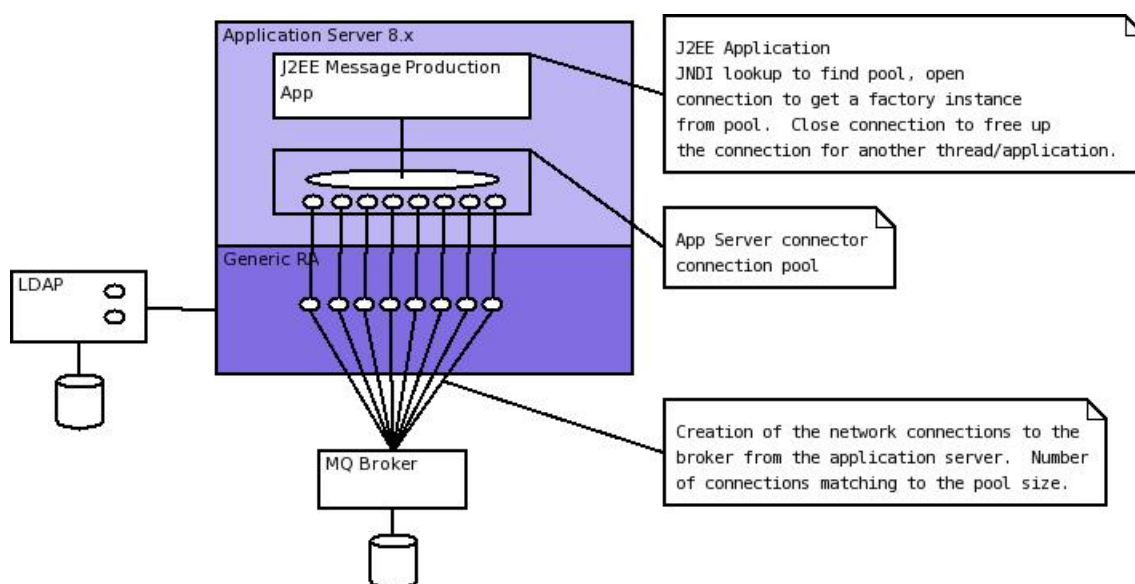 Application Server 8.x
J2EE Message Production
App
J2EE Application
JNDI lookup to find pool, open
connection to get a factory instance
from pool.  Close connection to free up
the connection for another thread/application.
App Server connector
connection pool
Generic RA
LDAP
Creation of the network connections to the
broker from the application server.  Number
of connections matching to the pool size.
MQ Broker